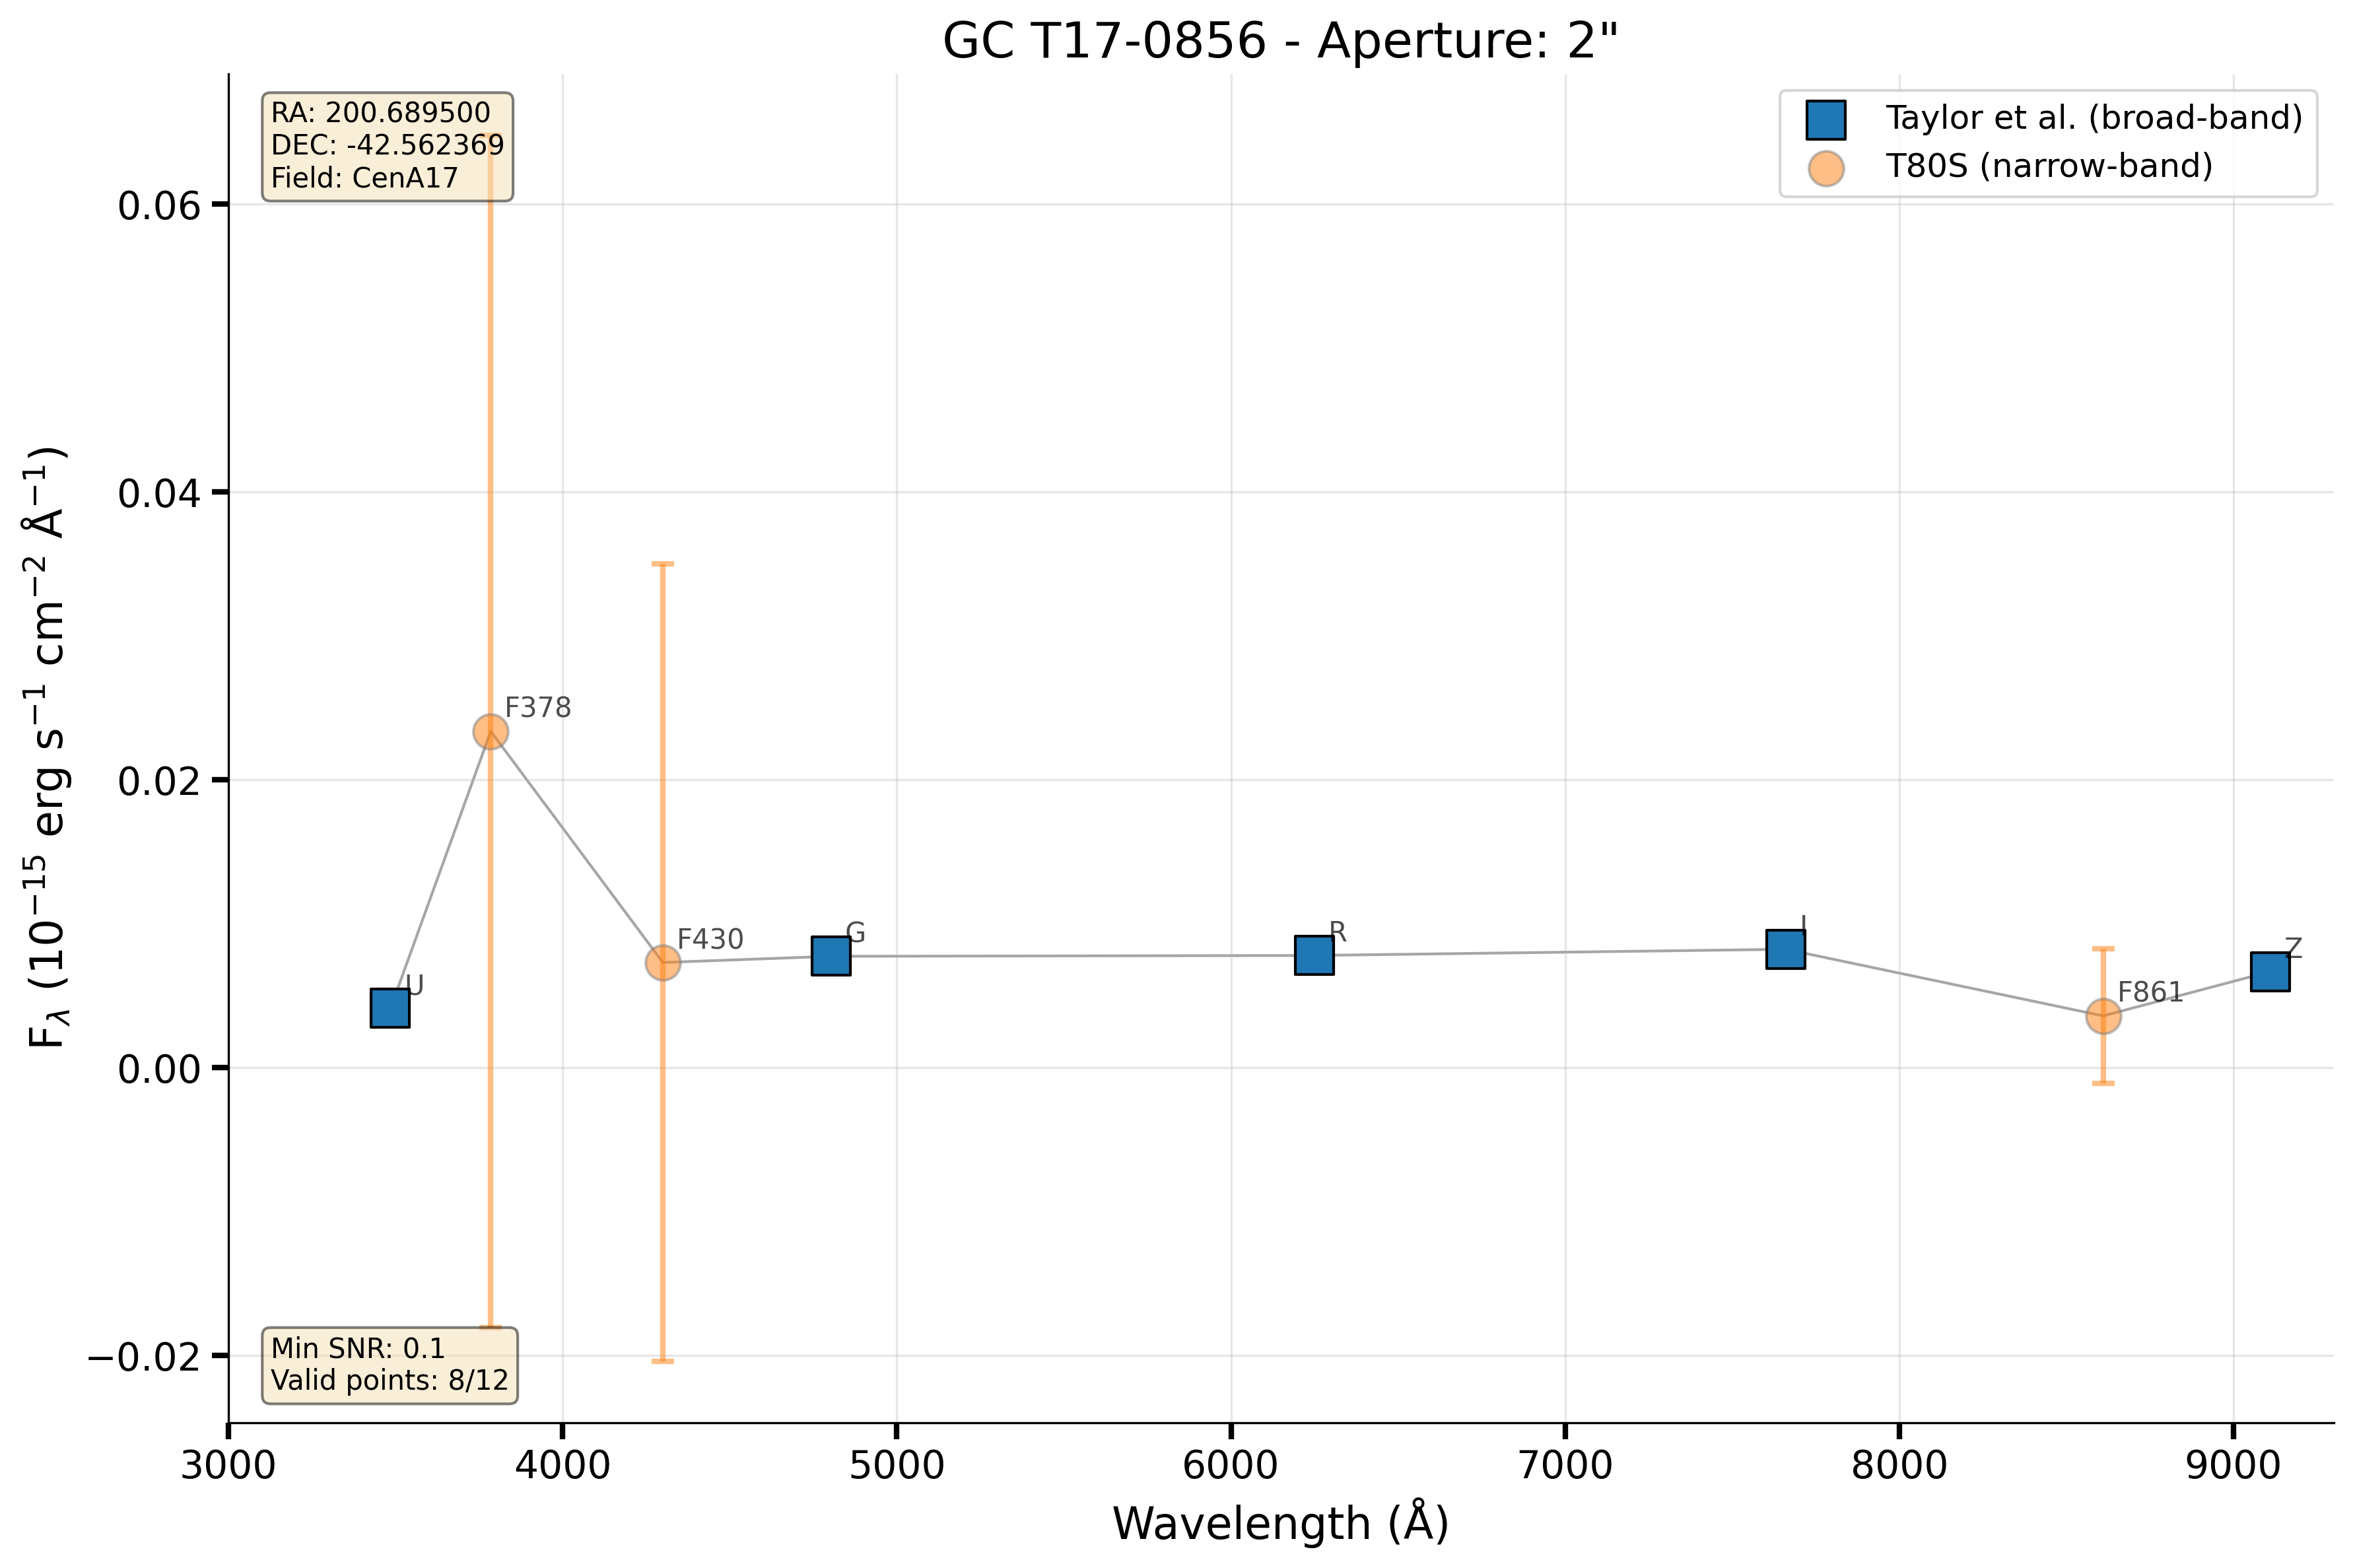 GC T17-0856 - Aperture: 2"
RA: 200.689500
DEC: -42.562369
Field: CenA17
Taylor et al. (broad-band)
T80S (narrow-band)
0.06
0.04
0.02
0.00
−0.02
F$_λ$ (10$^{−15}$ erg s$^{−1}$ cm$^{−2}$ Å$^{−1}$)
U
F378
F430
G
R
I
F861
Z
Min SNR: 0.1
Valid points: 8/12
3000 4000 5000 6000 7000 8000 9000
Wavelength (Å)